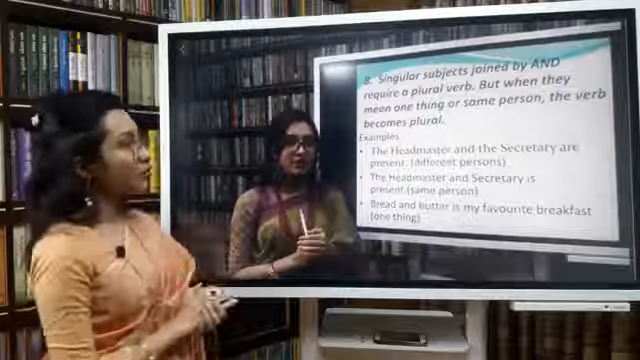 8. Singular subjects joined by AND
require a plural verb. But when they
meen one thing or same person, the verb
becomes plural.
Examples
• The Headmaster and the Secretary are
present. (different persons)
• The Headmaster and Secretary is
present.(same person)
• Bread and butter is my favourite breakfast
(one thing)